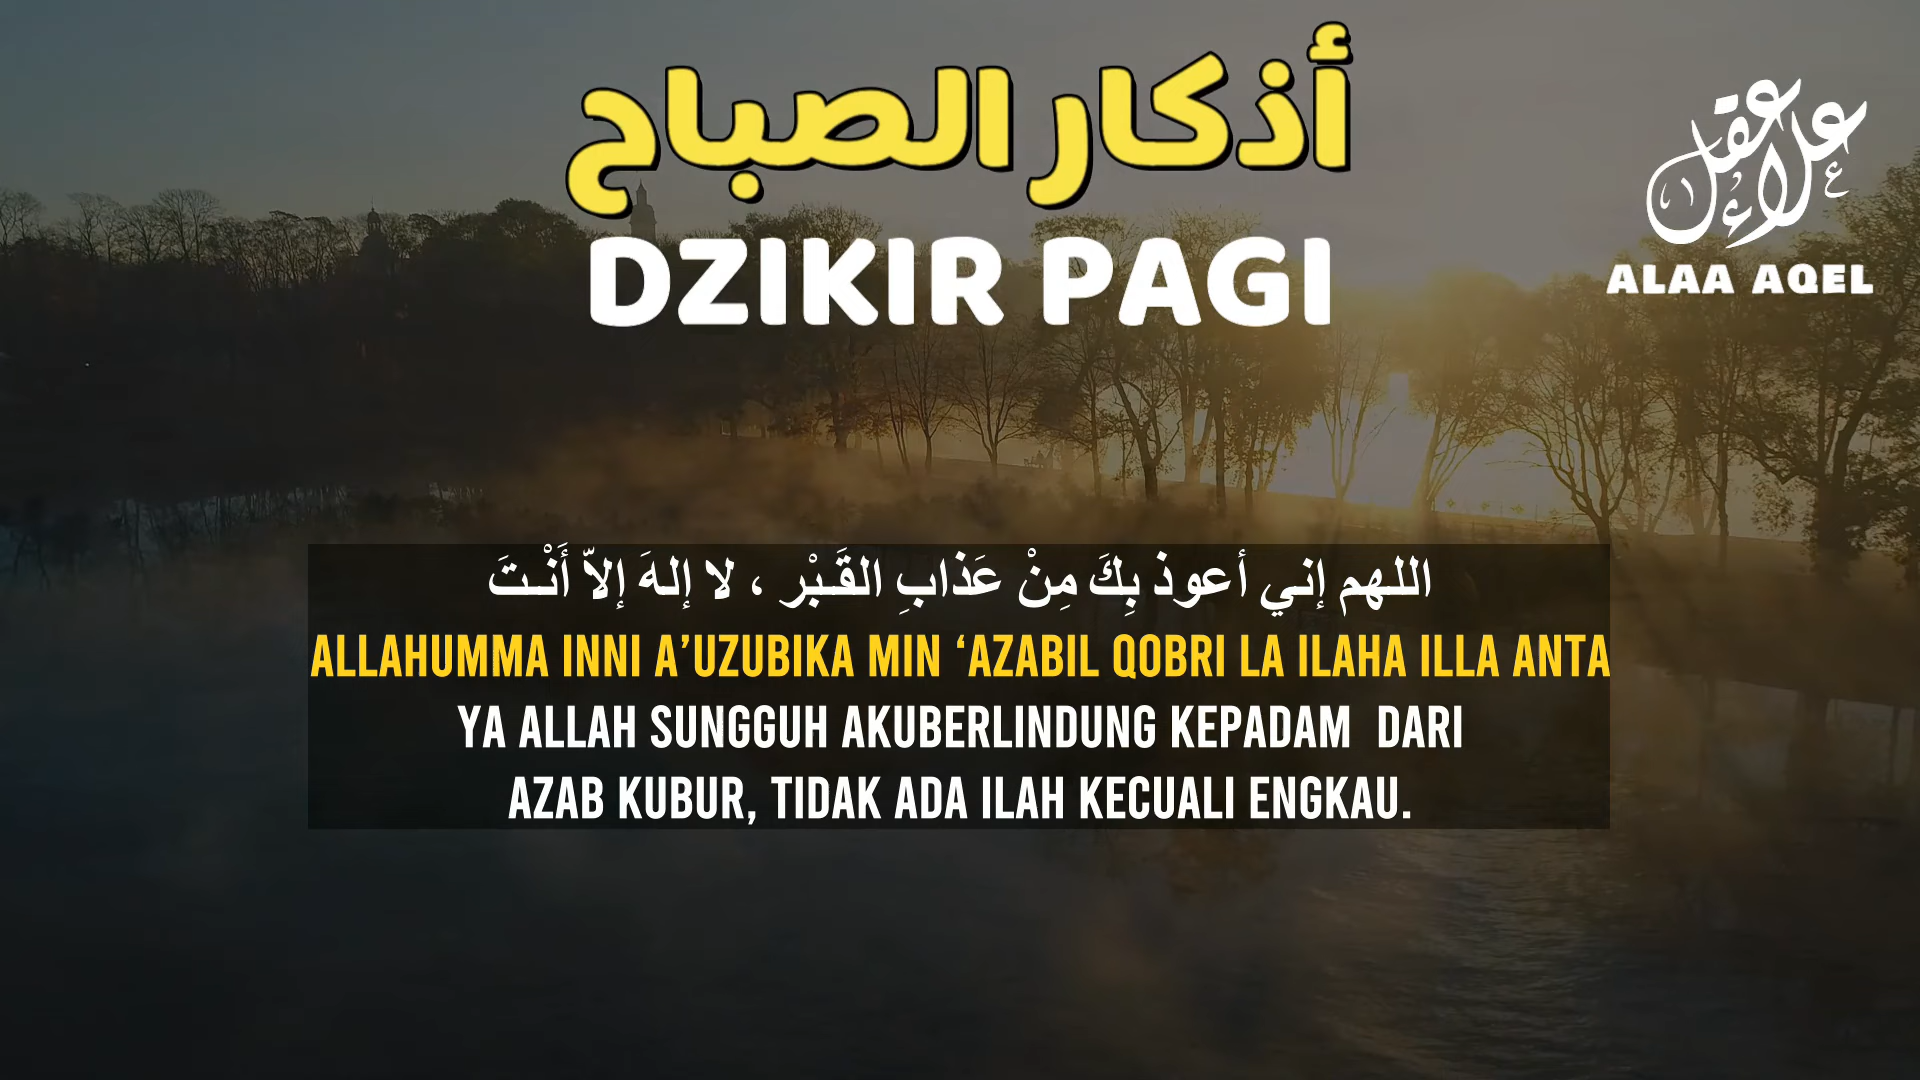 أذكار الصباح
DZIKIR PAGI
علاء عقل
ALAA AQEL
اللهم إني أعوذ بِكَ مِنْ عَذابِ القَـبْر ، لا إلهَ إلاّ أَنْـتَ
ALLAHUMMA INNI A’UZUBIKA MIN ‘AZABIL QOBRI LA ILAHA ILLA ANTA
YA ALLAH SUNGGUH AKUBERLINDUNG KEPADAM  DARI
AZAB KUBUR, TIDAK ADA ILAH KECUALI ENGKAU.